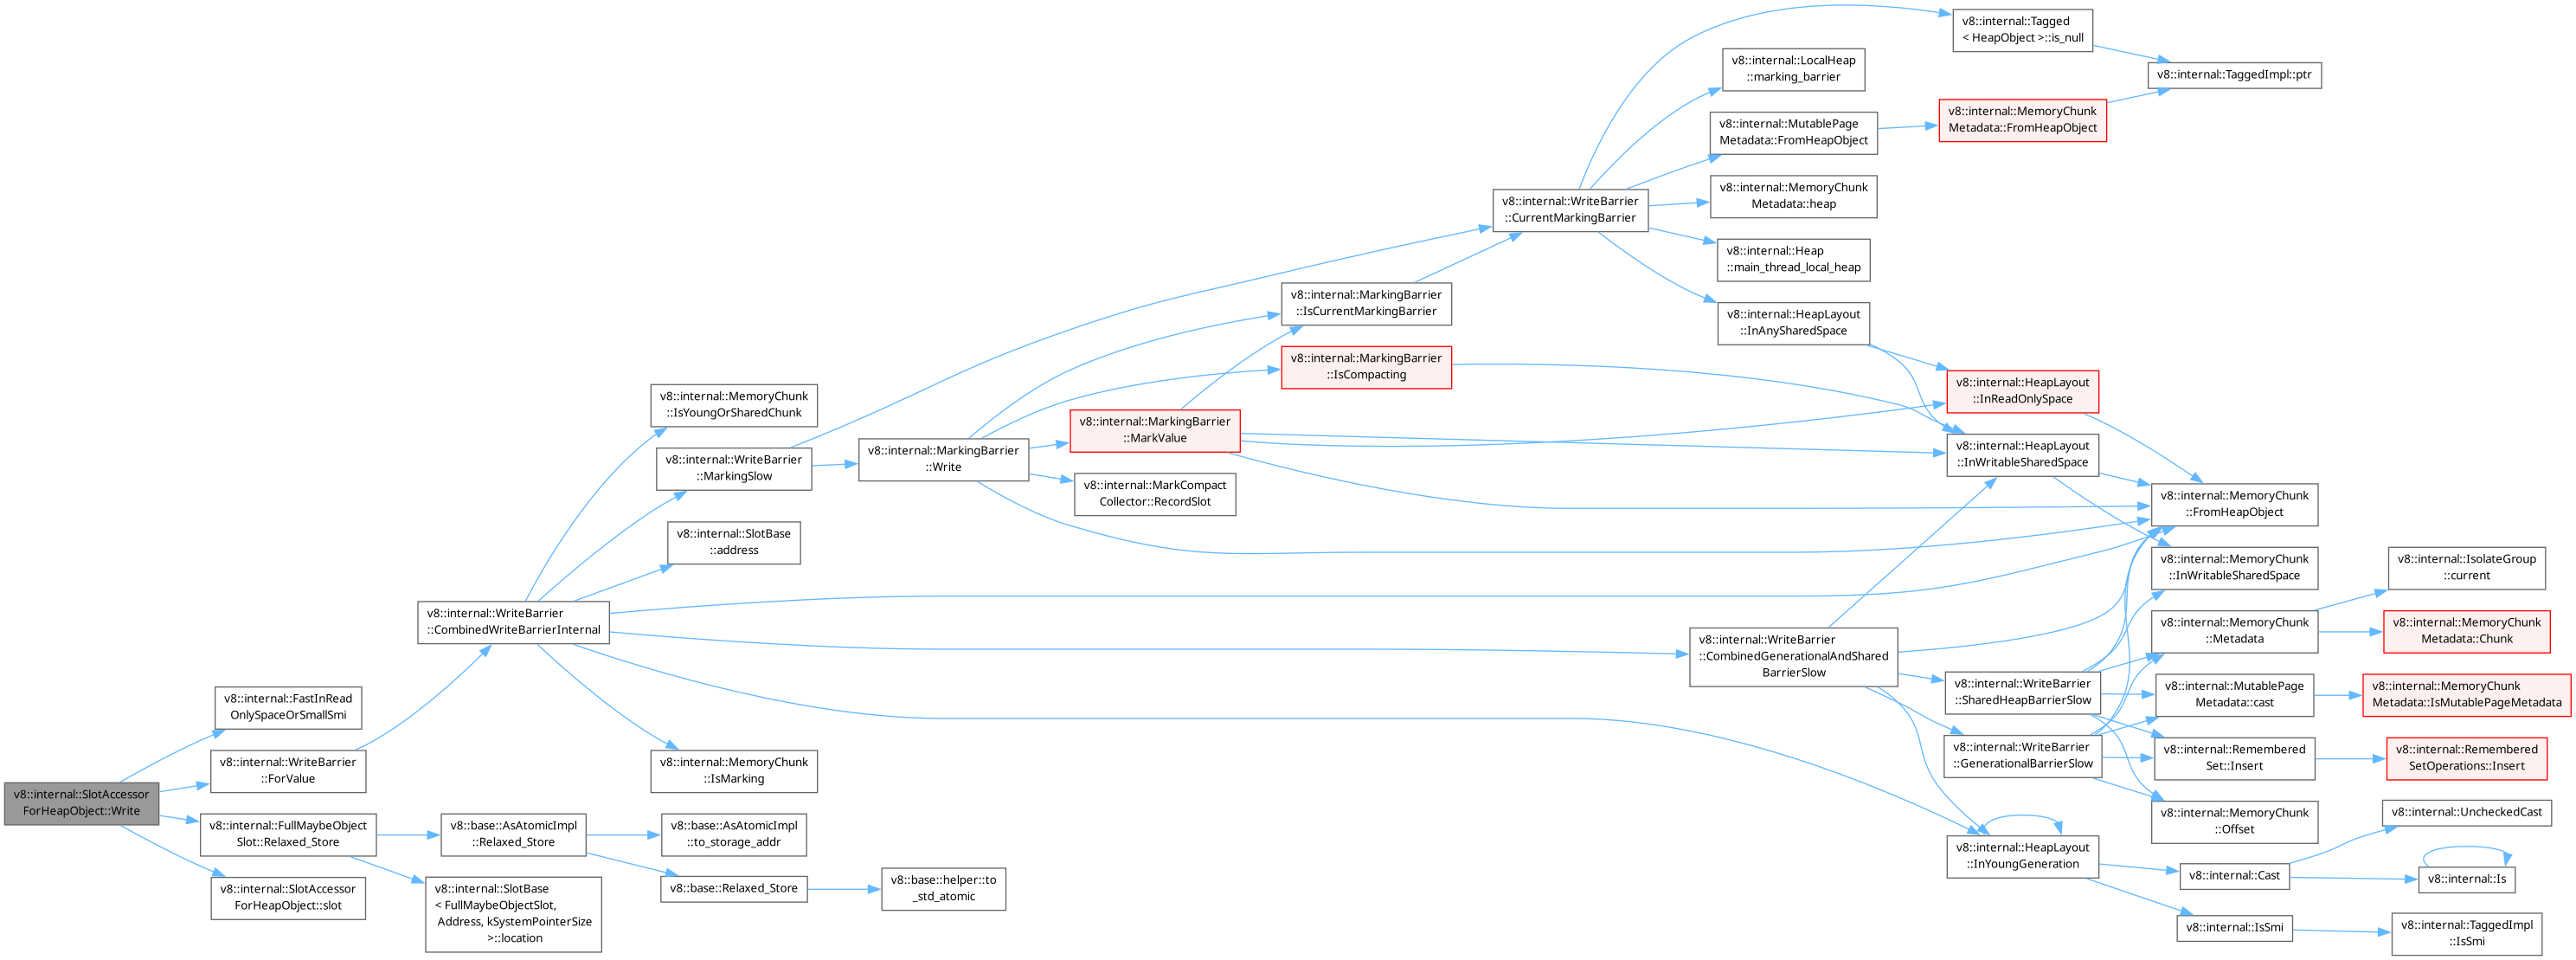 v8::internal::SlotAccessor
ForHeapObject::Write
v8::internal::FastInRead
OnlySpaceOrSmallSmi
v8::internal::WriteBarrier
::ForValue
v8::internal::FullMaybeObject
Slot::Relaxed_Store
v8::internal::SlotAccessor
ForHeapObject::slot
v8::internal::WriteBarrier
::CombinedWriteBarrierInternal
v8::base::AsAtomicImpl
::Relaxed_Store
v8::internal::SlotBase
< FullMaybeObjectSlot,
Address, kSystemPointerSize
>::location
v8::internal::MemoryChunk
::IsYoungOrSharedChunk
v8::internal::WriteBarrier
::MarkingSlow
v8::internal::SlotBase
::address
v8::internal::MemoryChunk
::IsMarking
v8::base::AsAtomicImpl
::to_storage_addr
v8::base::Relaxed_Store
v8::internal::MarkingBarrier
::Write
v8::base::helper::to
_std_atomic
v8::internal::MarkingBarrier
::MarkValue
v8::internal::MarkCompact
Collector::RecordSlot
v8::internal::MarkingBarrier
::IsCurrentMarkingBarrier
v8::internal::MarkingBarrier
::IsCompacting
v8::internal::WriteBarrier
::CurrentMarkingBarrier
v8::internal::LocalHeap
::marking_barrier
v8::internal::MutablePage
Metadata::FromHeapObject
v8::internal::MemoryChunk
Metadata::heap
v8::internal::Heap
::main_thread_local_heap
v8::internal::HeapLayout
::InAnySharedSpace
v8::internal::WriteBarrier
::CombinedGenerationalAndShared
BarrierSlow
v8::internal::Tagged
< HeapObject >::is_null
v8::internal::MemoryChunk
Metadata::FromHeapObject
v8::internal::HeapLayout
::InReadOnlySpace
v8::internal::HeapLayout
::InWritableSharedSpace
v8::internal::WriteBarrier
::SharedHeapBarrierSlow
v8::internal::WriteBarrier
::GenerationalBarrierSlow
v8::internal::HeapLayout
::InYoungGeneration
v8::internal::TaggedImpl::ptr
v8::internal::MemoryChunk
::FromHeapObject
v8::internal::MemoryChunk
::InWritableSharedSpace
v8::internal::MemoryChunk
::Metadata
v8::internal::MutablePage
Metadata::cast
v8::internal::Remembered
Set::Insert
v8::internal::MemoryChunk
::Offset
v8::internal::Cast
v8::internal::IsSmi
v8::internal::IsolateGroup
::current
v8::internal::MemoryChunk
Metadata::Chunk
v8::internal::MemoryChunk
Metadata::IsMutablePageMetadata
v8::internal::Remembered
SetOperations::Insert
v8::internal::UncheckedCast
v8::internal::Is
v8::internal::TaggedImpl
::IsSmi